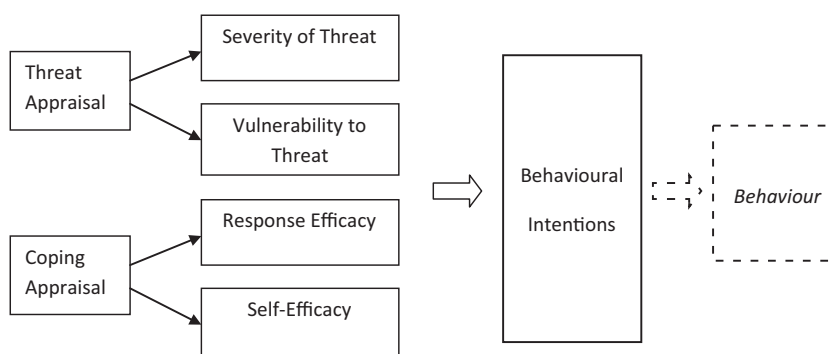 Threat
Appraisal
Severity of Threat
Vulnerability to
Threat
Coping
Appraisal
Response Efficacy
Self-Efficacy
Behavioural
Intentions
Behaviour